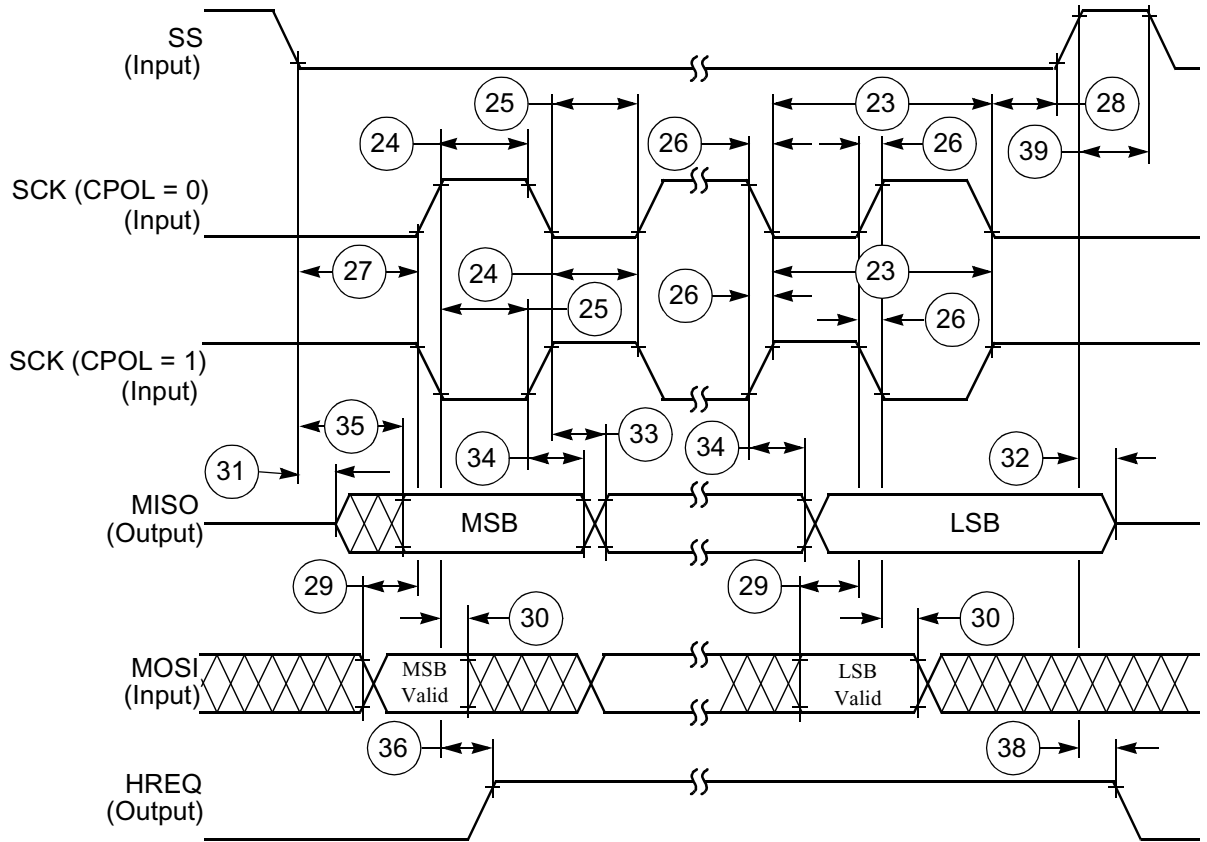 SS
(Input)
25
23
28
24
26
26
39
SCK (CPOL = 0)
(Input)
27
24
23
26
25
26
SCK (CPOL = 1)
(Input)
35
33
34
34
31
32
MISO
(Output)
MSB
LSB
29
29
30
30
MOSI
(Input)
MSB
Valid
LSB
Valid
36
38
HREQ
(Output)